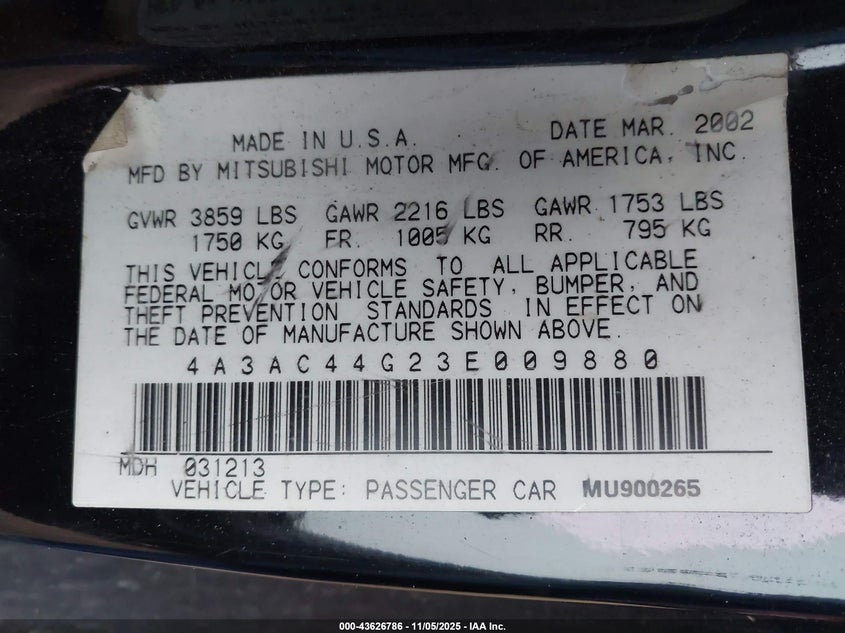 MADE IN U.S.A. DATE MAR. 2002
MFD BY MITSUBISHI MOTOR MFG. OF AMERICA, INC.
GVWR 3859 LBS GAWR 2216 LBS GAWR 1753 LBS
1750 KG FR. 1005 KG RR. 795 KG
THIS VEHICLE CONFORMS TO ALL APPLICABLE
FEDERAL MOTOR VEHICLE SAFETY, BUMPER, AND
THEFT PREVENTION STANDARDS IN EFFECT ON
THE DATE OF MANUFACTURE SHOWN ABOVE.
4A3AC44G23E009880
MDH 031213
VEHICLE TYPE: PASSENGER CAR MU900265
000-43626786 - 11/05/2025 - IAA Inc.